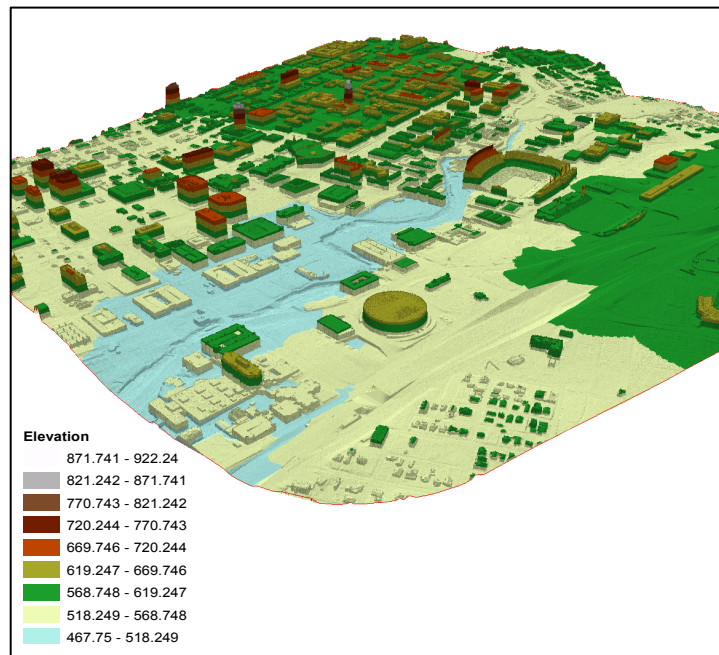 Elevation
871.741 - 922.24
821.242 - 871.741
770.743 - 821.242
720.244 - 770.743
669.746 - 720.244
619.247 - 669.746
568.748 - 619.247
518.249 - 568.748
467.75 - 518.249